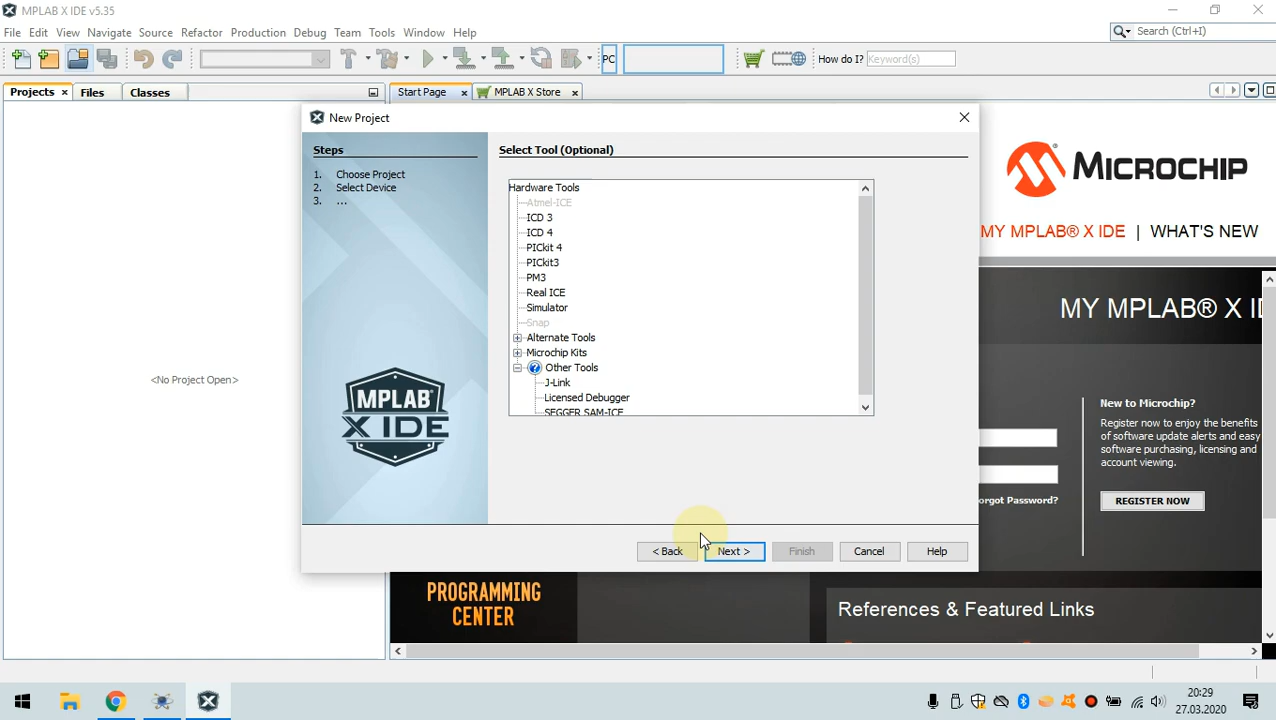 MPLAB X IDE v5.35
File Edit View Navigate Source Refactor Production Debug Team Tools Window Help
Search (Ctrl+I)
PC
How do I? Keyword(s)
Projects Files Classes
Start Page MPLAB X Store
New Project
Steps
1. Choose Project
2. Select Device
3. ...
Select Tool (Optional)
Hardware Tools
Atmel-ICE
ICD 3
ICD 4
PICkit 4
PICkit3
PM3
Real ICE
Simulator
Snap
Alternate Tools
Microchip Kits
Other Tools
J-Link
Licensed Debugger
SEGGER SAM-ICE
MPLAB
X IDE
< Back Next > Finish Cancel Help
<No Project Open>
MICROCHIP
MY MPLAB® X IDE | WHAT'S NEW
MY MPLAB® X ID
New to Microchip?
Register now to enjoy the benefits
of software update alerts and easy
software purchasing, licensing and
account viewing.
orgot Password?
REGISTER NOW
PROGRAMMING
CENTER
References & Featured Links
20:29
27.03.2020